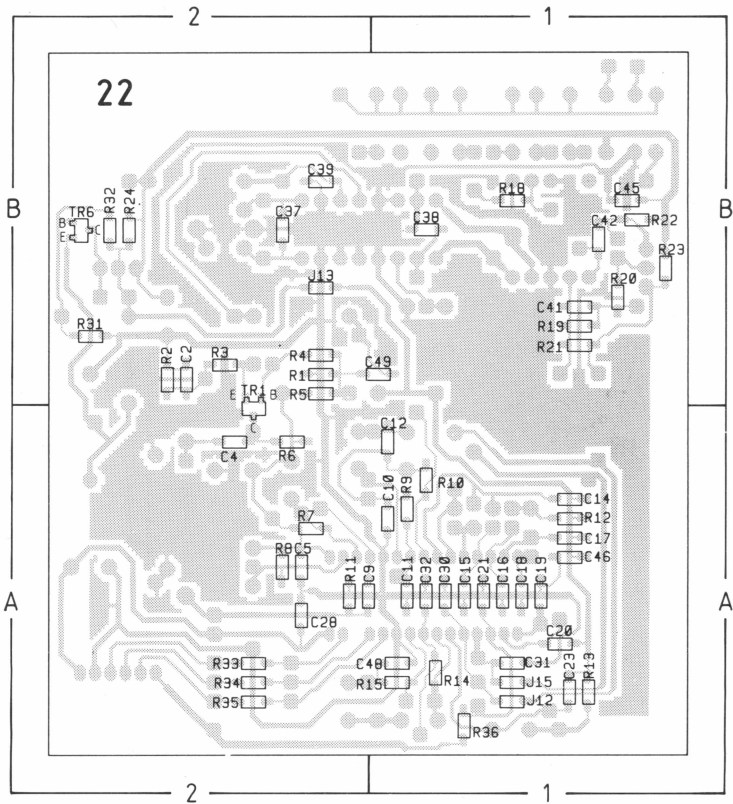 2 1
22
C39
R18 C45
B B
R32 R24
TR6
B C
E
C37 C38 C42 R22
R23
J13 R20
C41
R31 R19
R4 R21
R2 C2 R3
R1 C49
E TR1 B R5
C
C12
C4 R6
C10 R9 R10
C14
R7 R12
C17
R8 C5 C46
R11 C9 C11 C32 C30 C15 C21 C16 C18 C19
A A
C28
C20
R33 C48 C31
R34 R15 R14 J15 C23 R13
R35 J12
R36
2 1